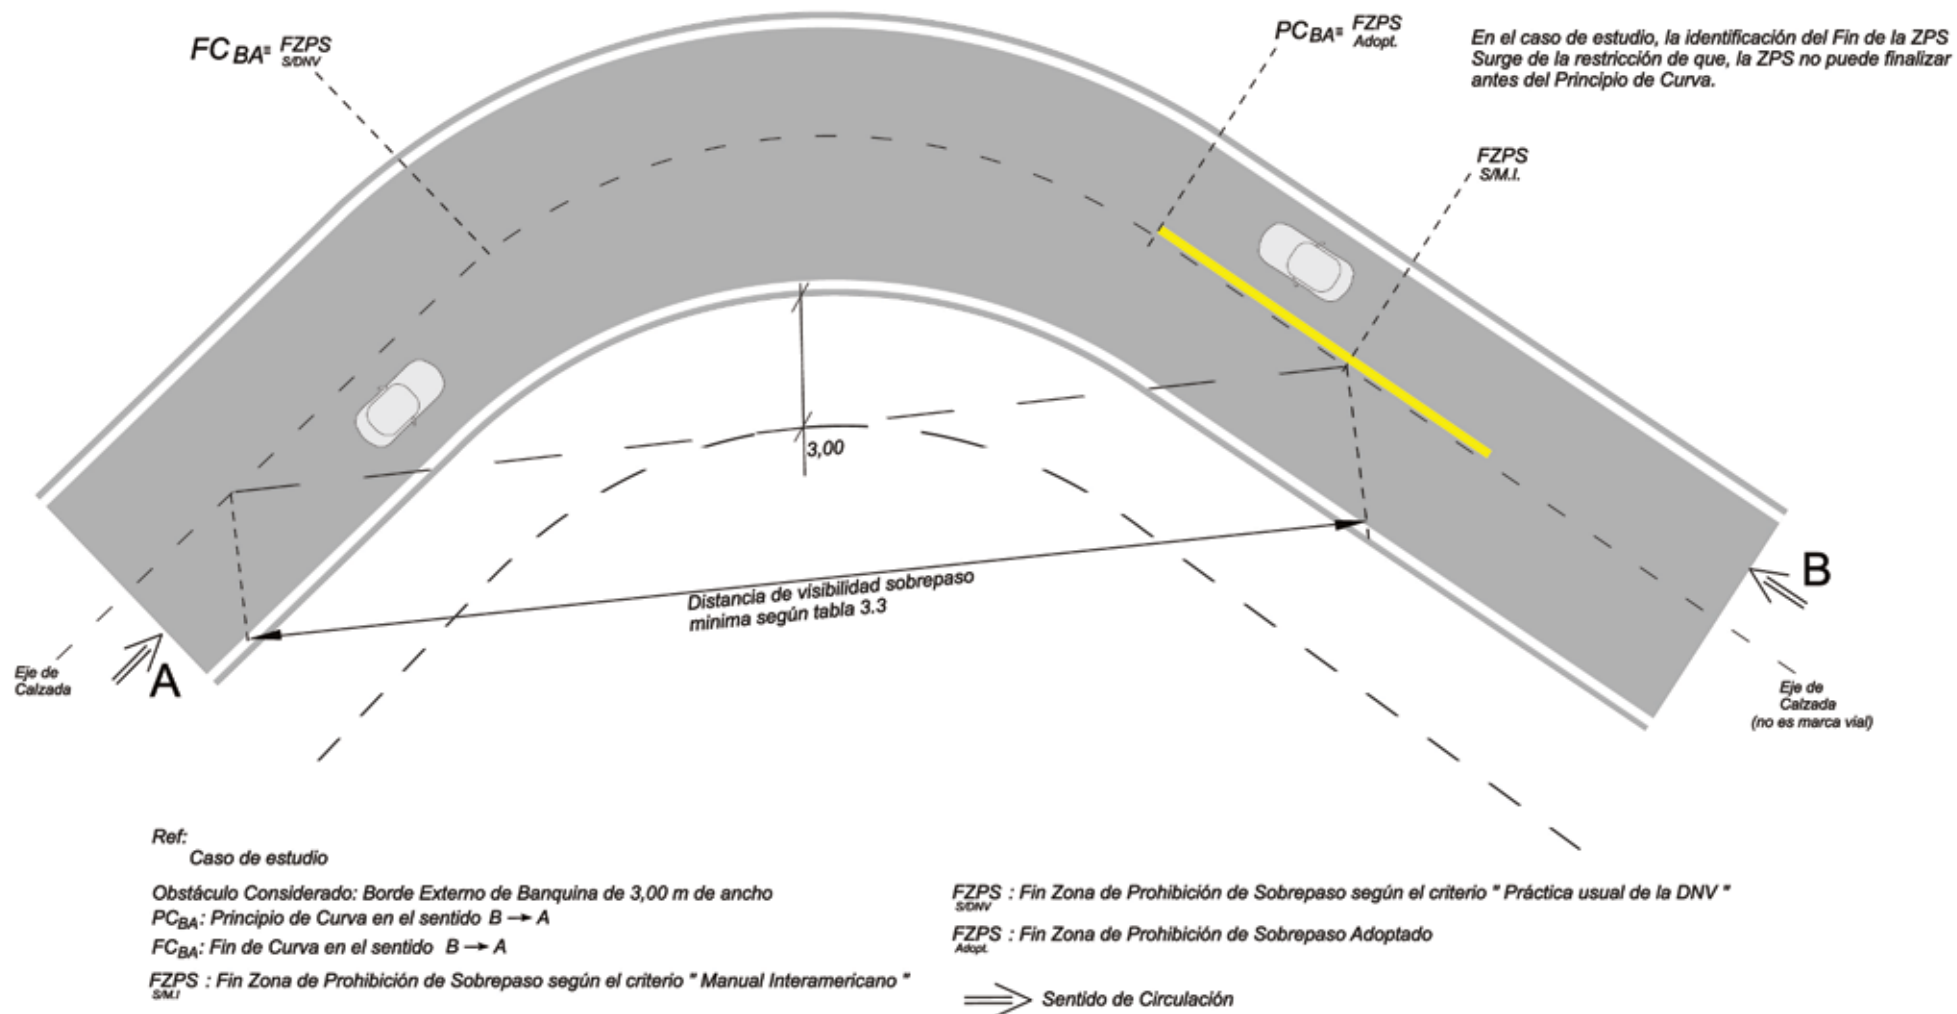 FC BA= FZPS
S/DNV
PC BA= FZPS
Adopt.
En el caso de estudio, la identificación del Fin de la ZPS
Surge de la restricción de que, la ZPS no puede finalizar
antes del Principio de Curva.
FZPS
S/M.I.
3,00
Distancia de visibilidad sobrepaso
minima según tabla 3.3
Eje de
Calzada
A
B
Eje de
Calzada
(no es marca vial)
Ref:
Caso de estudio
Obstáculo Considerado: Borde Externo de Banquina de 3,00 m de ancho
PCBA: Principio de Curva en el sentido B → A
FCBA: Fin de Curva en el sentido B → A
FZPS : Fin Zona de Prohibición de Sobrepaso según el criterio " Manual Interamericano "
S/M.I
FZPS : Fin Zona de Prohibición de Sobrepaso según el criterio " Práctica usual de la DNV "
S/DNV
FZPS : Fin Zona de Prohibición de Sobrepaso Adoptado
Adopt.
Sentido de Circulación